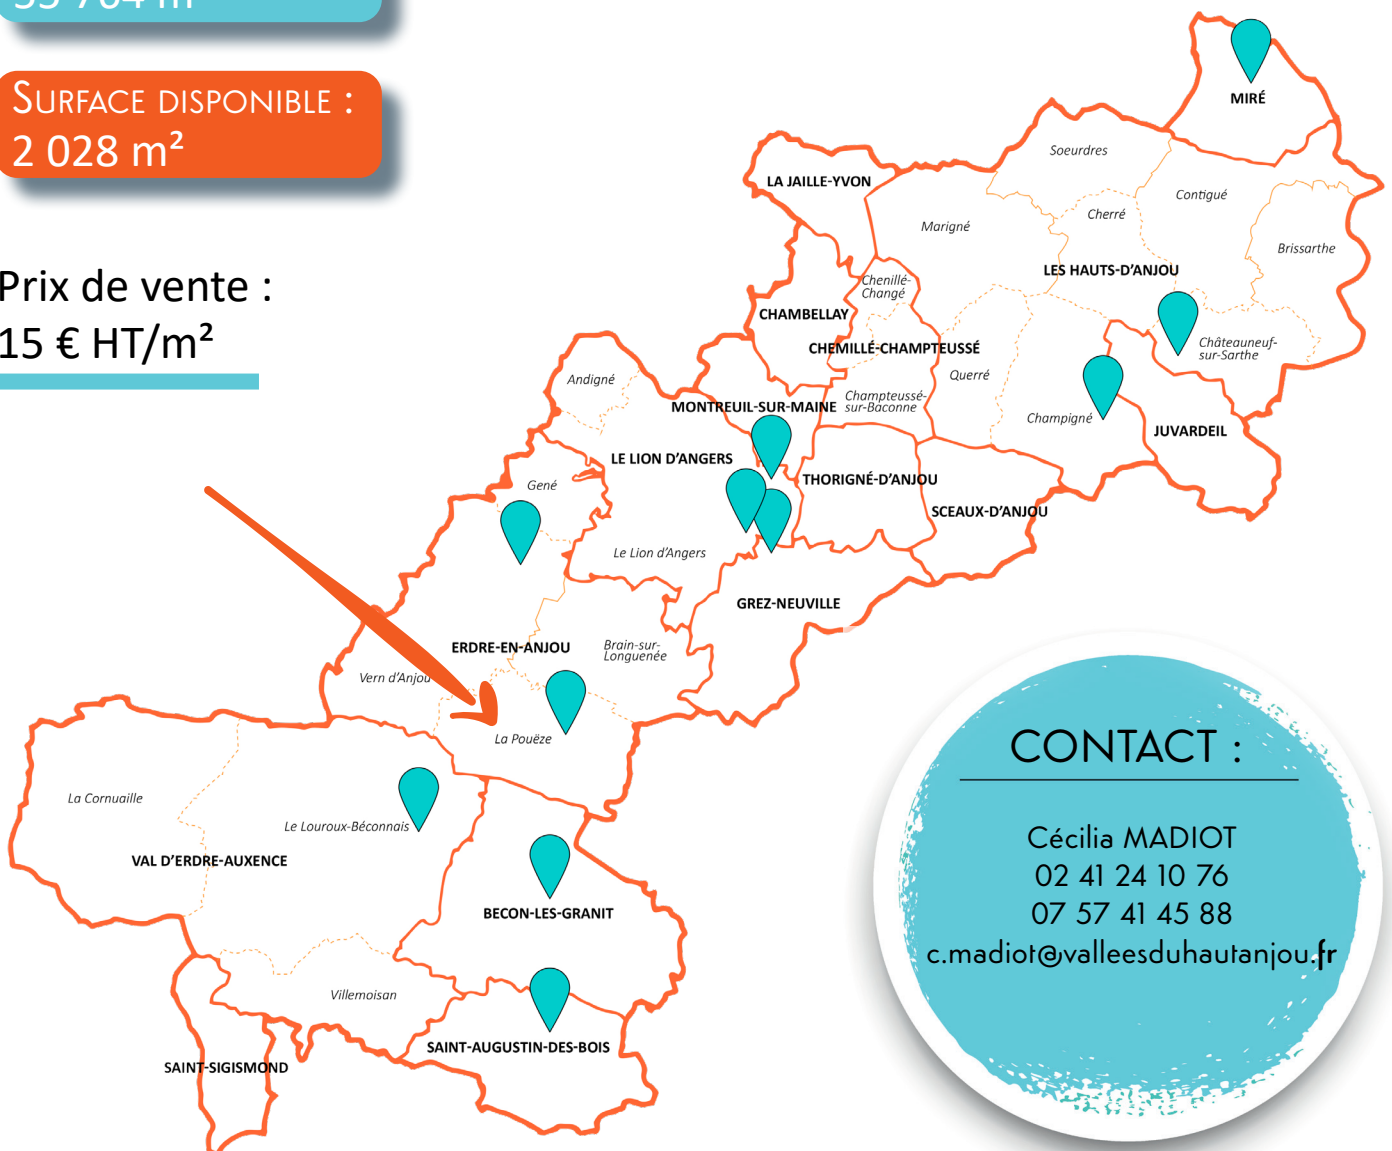 SURFACE DISPONIBLE :
2 028 m²
Prix de vente :
15 € HT/m²
MIRÉ
Soeurdres
LA JAILLE-YVON
Contigué
Cherré
Marigné
Brissarthe
LES HAUTS-D'ANJOU
Chenillé-
Changé
CHAMBELLAY
Châteauneuf-
sur-Sarthe
CHEMILLÉ-CHAMPTEUSSÉ
Querré
Andigné
Champteussé-
sur-Baconne
MONTREUIL-SUR-MAINE
Champigné
JUVARDEIL
LE LION D'ANGERS
THORIGNÉ-D'ANJOU
Gené
SCEAUX-D'ANJOU
Le Lion d'Angers
GREZ-NEUVILLE
ERDRE-EN-ANJOU
Brain-sur-
Longuenée
Vern d'Anjou
La Pouëze
La Cornuaille
Le Louroux-Béconnais
VAL D'ERDRE-AUXENCE
BECON-LES-GRANIT
Villemoisan
SAINT-AUGUSTIN-DES-BOIS
SAINT-SIGISMOND
CONTACT :
Cécilia MADIOT
02 41 24 10 76
07 57 41 45 88
c.madiot@valleesduhautanjou.fr